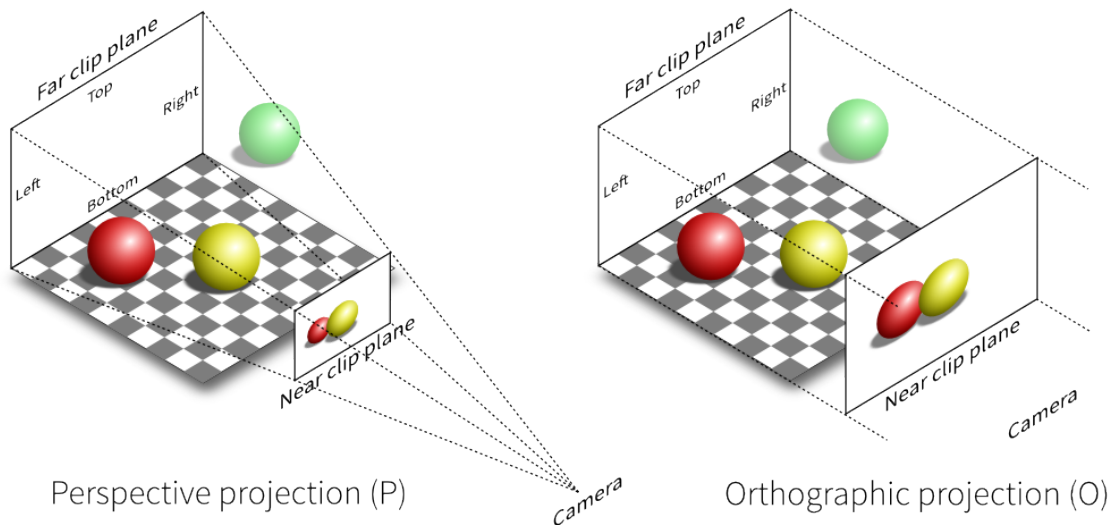 Far clip plane
Top
Right
Left
Bottom
Near clip plane
Camera
Perspective projection (P)
Far clip plane
Top
Right
Left
Bottom
Near clip plane
Camera
Orthographic projection (O)